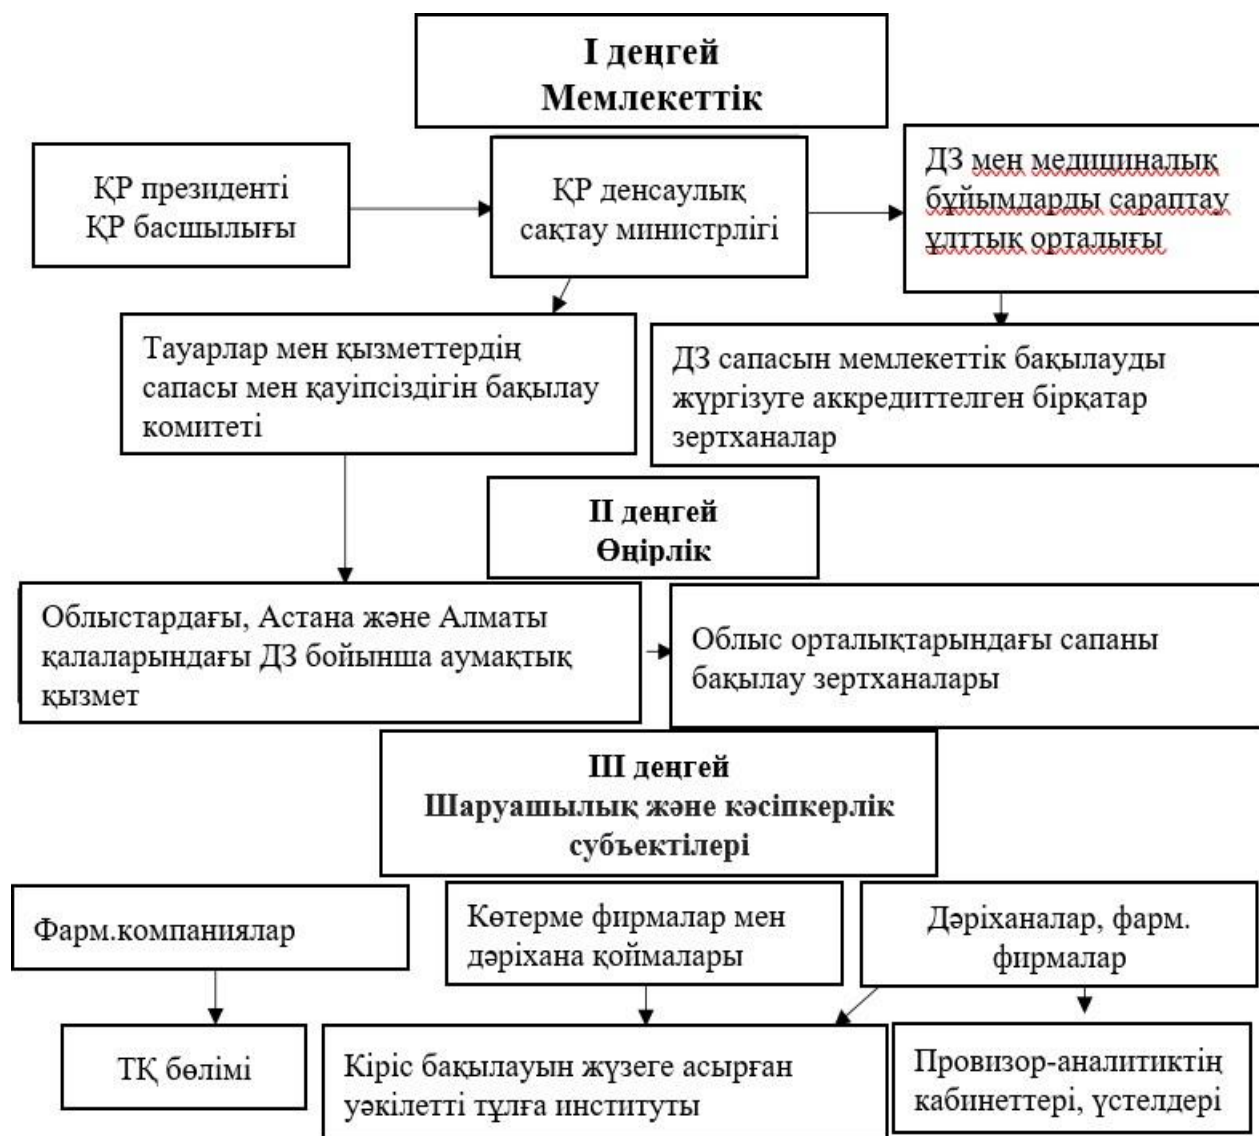 I деңгей
Мемлекеттік
ҚР президенті
ҚР басшылығы
ҚР денсаулық
сақтау министрлігі
ДЗ мен медициналық
бұйымдарды сараптау
ұлттық орталығы
Тауарлар мен қызметтердің
сапасы мен қауіпсіздігін бақылау
комитеті
ДЗ сапасын мемлекеттік бақылауды
жүргізуге аккредиттелген бірқатар
зертханалар
II деңгей
Өңірлік
Облыстардағы, Астана және Алматы
қалаларындағы ДЗ бойынша аумақтық
қызмет
Облыс орталықтарындағы сапаны
бақылау зертханалары
III деңгей
Шаруашылық және кәсіпкерлік
субъектілері
Фарм.компаниялар
Көтерме фирмалар мен
дәріхана қоймалары
Дәріханалар, фарм.
фирмалар
ТҚ бөлімі
Кіріс бақылауын жүзеге асырған
уәкілетті тұлға институты
Провизор-аналитиктің
кабинеттері, үстелдері